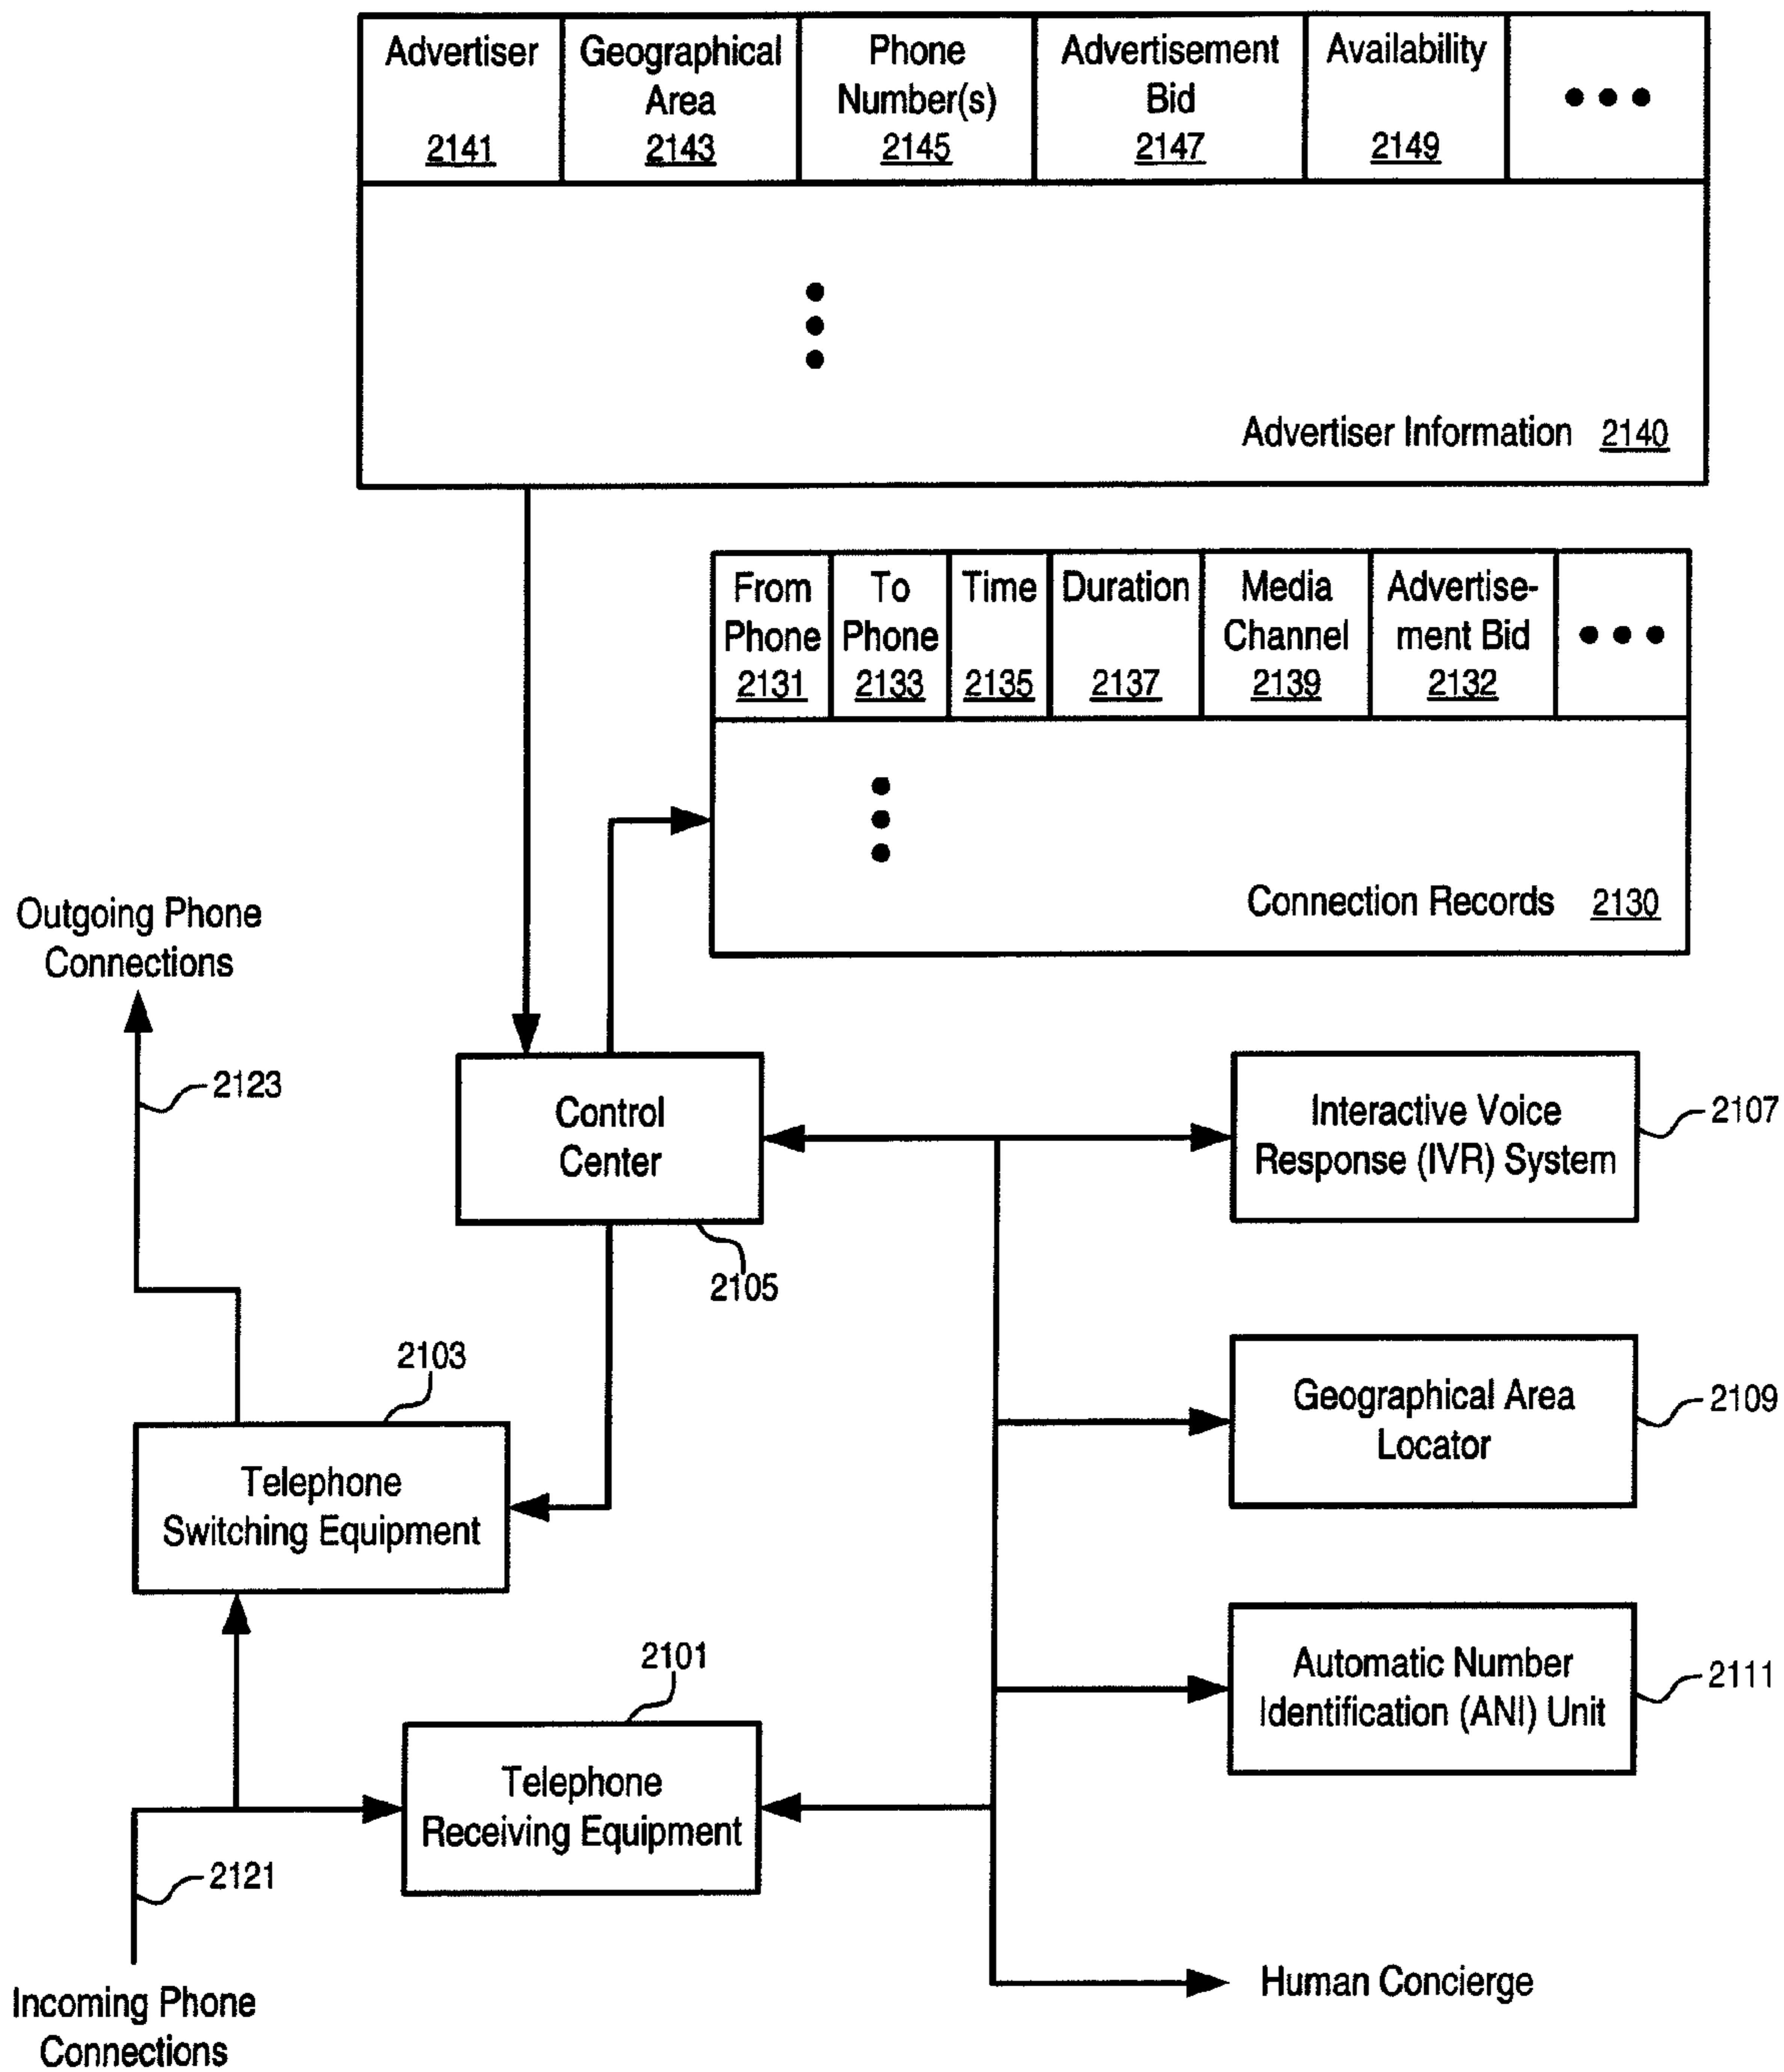 Advertiser
2141
Geographical
Area
2143
Phone
Number(s)
2145
Advertisement
Bid
2147
Availability
2149
Advertiser Information 2140
From
Phone
2131
To
Phone
2133
Time
2135
Duration
2137
Media
Channel
2139
Advertise-
ment Bid
2132
Connection Records 2130
Outgoing Phone
Connections
2123
Control
Center
2105
Interactive Voice
Response (IVR) System
2107
2103
Telephone
Switching Equipment
Geographical Area
Locator
2109
2101
Telephone
Receiving Equipment
Automatic Number
Identification (ANI) Unit
2111
2121
Incoming Phone
Connections
Human Concierge